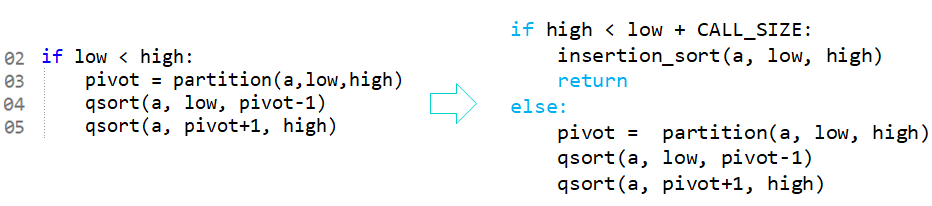 02 if low < high:
03     pivot = partition(a,low,high)
04     qsort(a, low, pivot-1)
05     qsort(a, pivot+1, high)
if high < low + CALL_SIZE:
    insertion_sort(a, low, high)
    return
else:
    pivot =  partition(a, low, high)
    qsort(a, low, pivot-1)
    qsort(a, pivot+1, high)